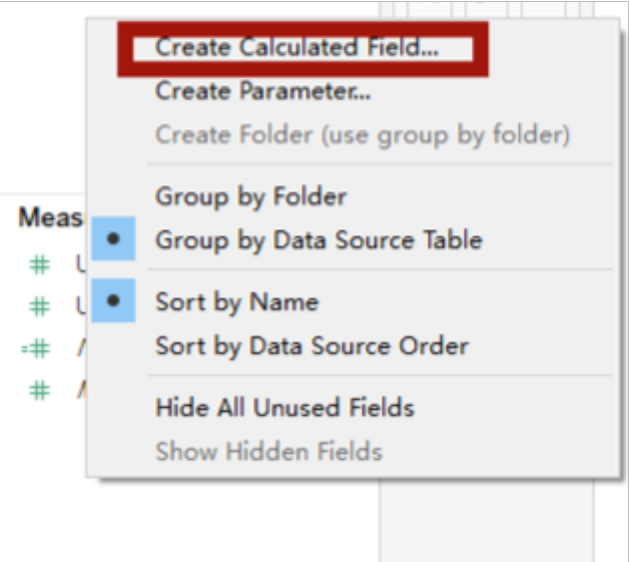 Create Calculated Field...
Create Parameter...
Create Folder (use group by folder)
Group by Folder
Meas
Group by Data Source Table
Sort by Name
Sort by Data Source Order
Hide All Unused Fields
Show Hidden Fields